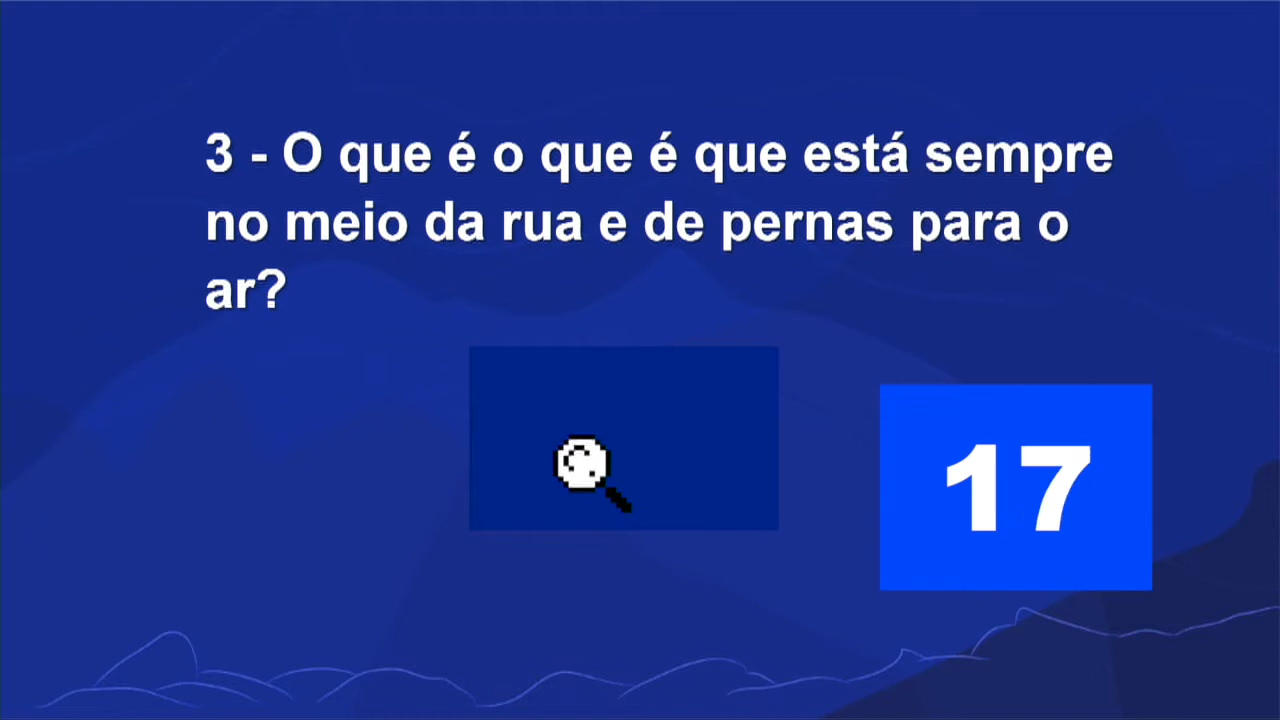 3 - O que é o que é que está sempre
no meio da rua e de pernas para o
ar?
17